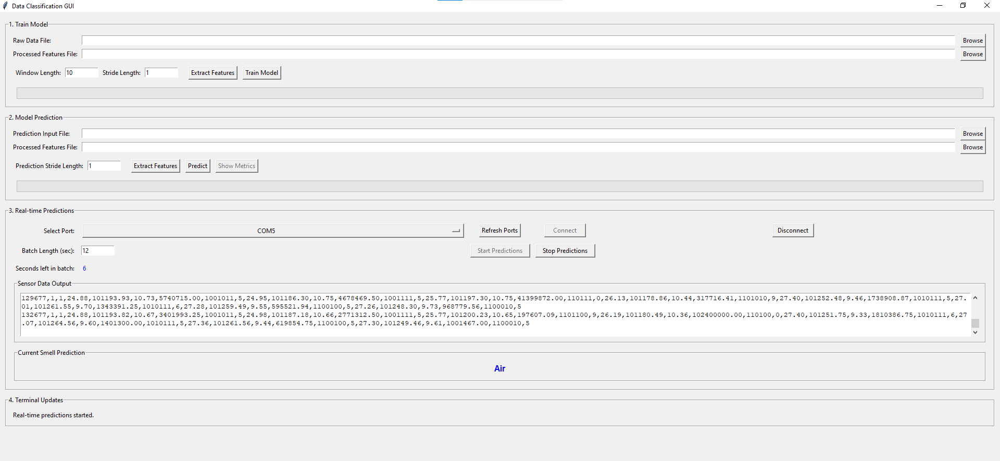 Data Classification GUI
1. Train Model
Raw Data File:
Browse
Processed Features File:
Browse
Window Length: 10 Stride Length: 1 Extract Features Train Model
2. Model Prediction
Prediction Input File:
Browse
Processed Features File:
Browse
Prediction Stride Length: 1 Extract Features Predict Show Metrics
3. Real-time Predictions
Select Port: COM5 Refresh Ports Connect Disconnect
Batch Length (sec): 12 Start Predictions Stop Predictions
Seconds left in batch: 6
Sensor Data Output
129677,1,1,24.88,101193.93,10.73,5740715.00,1001011,5,24.95,101186.30,10.75,4678469.50,1001111,5,25.77,101197.30,10.75,41399872.00,110111,0,26.13,101178.86,10.44,317716.41,1101010,9,27.40,101252.48,9.46,1738908.87,1010111,5,27.
01,101261.55,9.70,1343391.25,1010111,6,27.28,101259.49,9.55,595521.94,1100100,5,27.26,101248.30,9.73,968779.56,1100010,5
132677,1,1,24.88,101193.82,10.67,3401993.25,1001011,5,24.98,101187.18,10.66,2771312.50,1001111,5,25.77,101200.23,10.65,197607.09,1101100,9,26.19,101180.49,10.36,102400000.00,110100,0,27.40,101251.75,9.33,1810386.75,1010111,6,27
.07,101264.56,9.60,1401300.00,1010111,5,27.36,101261.56,9.44,619854.75,1100100,5,27.30,101249.46,9.61,1001467.00,1100010,5
Current Smell Prediction
Air
4. Terminal Updates
Real-time predictions started.